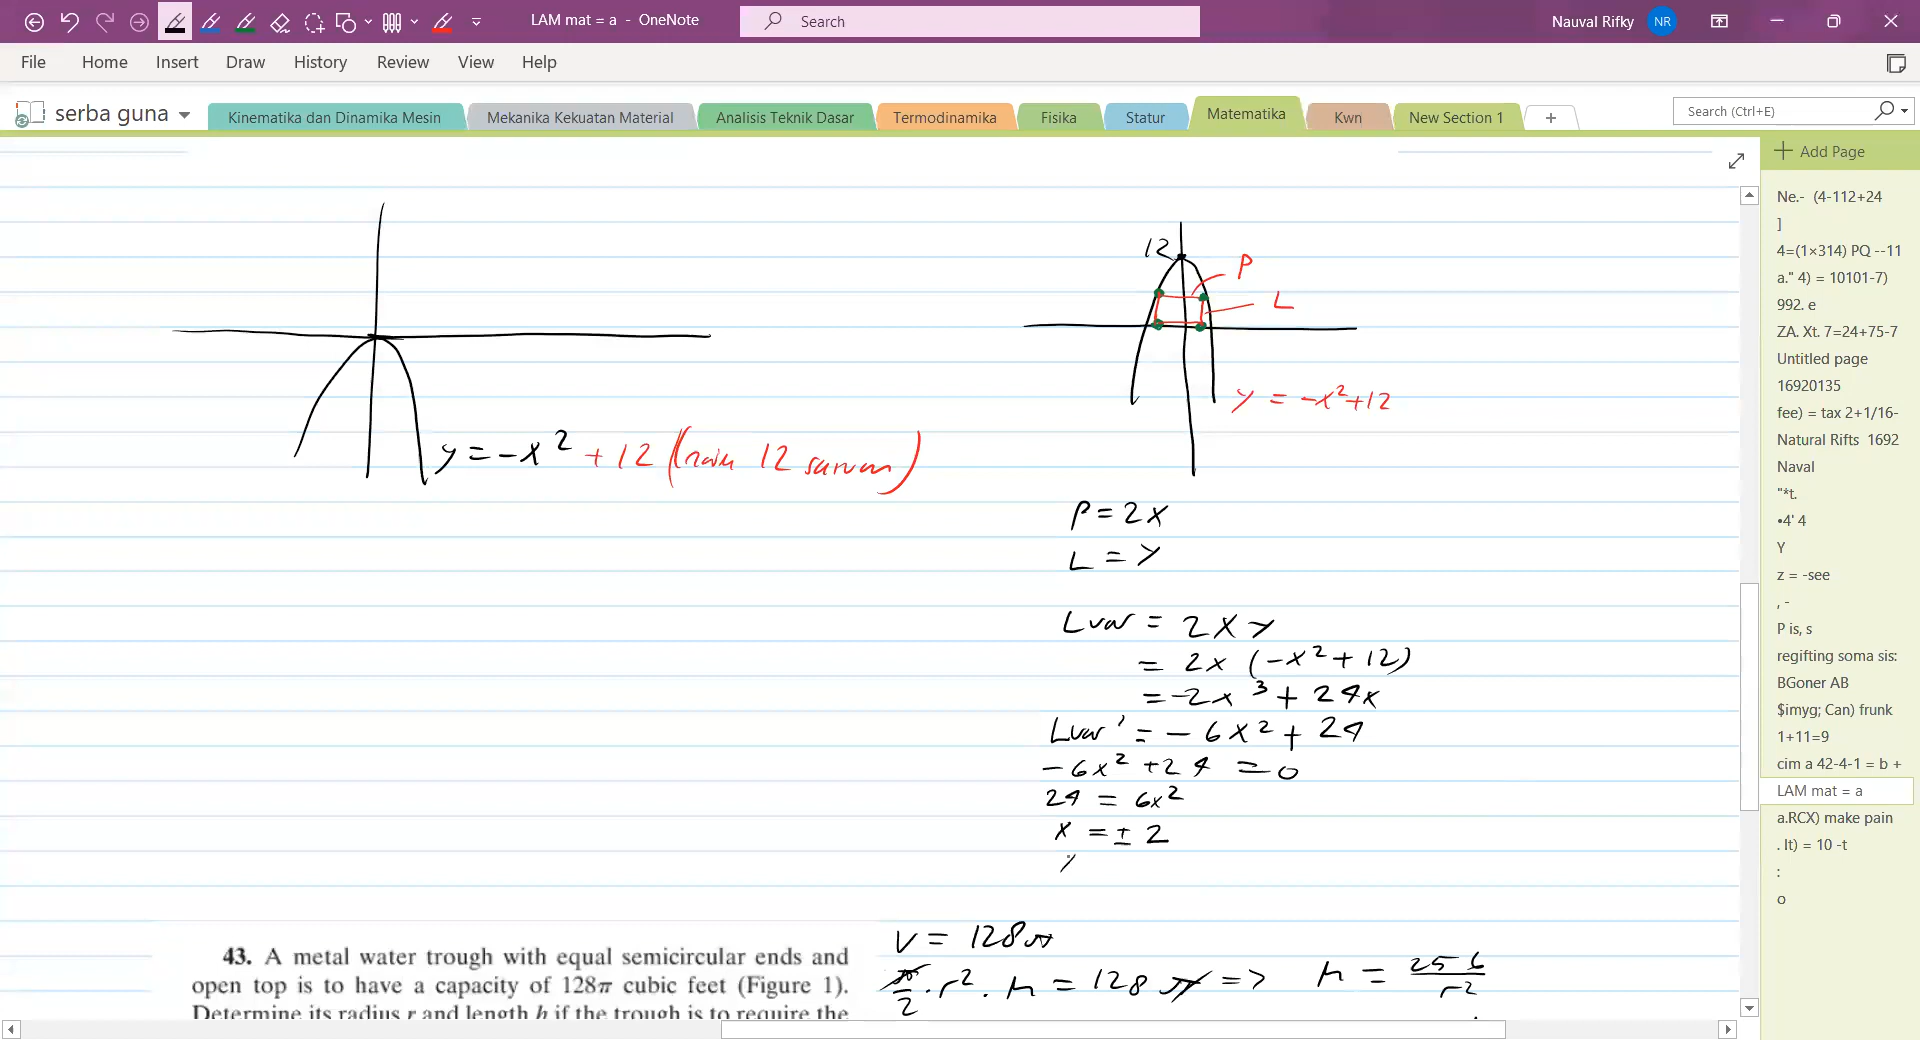 LAM mat = a - OneNote
Search
Nauval Rifky
NR
File
Home
Insert
Draw
History
Review
View
Help
serba guna
Kinematika dan Dinamika Mesin
Mekanika Kekuatan Material
Analisis Teknik Dasar
Termodinamika
Fisika
Statur
Matematika
Kwn
New Section 1
+
Search (Ctrl+E)
Add Page
Ne.- (4-112+24
]
4=(1×314) PQ --11
a." 4) = 10101-7)
992. e
ZA. Xt. 7=24+75-7
Untitled page
16920135
fee) = tax 2+1/16-
Natural Rifts 1692
Naval
"*t.
•4' 4
Y
z = -see
, -
P is, s
regifting soma sis:
BGoner AB
$imyg; Can) frunk
1+11=9
cim a 42-4-1 = b +
LAM mat = a
a.RCX) make pain
. It) = 10 -t
:
o
y = -x² + 12 (naik 12 satuan)
12
P
L
y = -x²+12
P = 2x
L = y
Luar = 2xy
= 2x (-x²+12)
= -2x³ + 24x
Luar' = -6x² + 24
-6x² +24 = 0
24 = 6x²
x = ± 2
43. A metal water trough with equal semicircular ends and
open top is to have a capacity of 128π cubic feet (Figure 1).
Determine its radius r and length h if the trough is to require the
V = 128π
π/2 . r² . h = 128 π => h = 256/r²